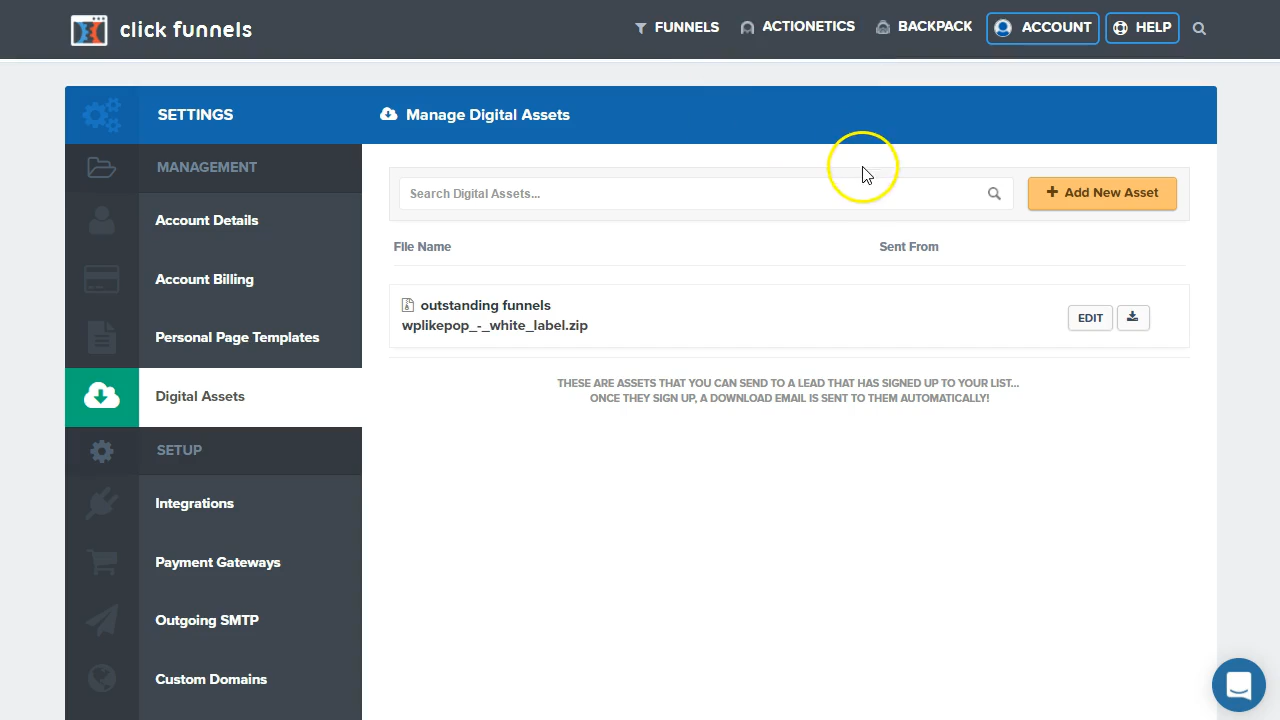 click funnels
FUNNELS
ACTIONETICS
BACKPACK
ACCOUNT
HELP
SETTINGS
Manage Digital Assets
MANAGEMENT
Account Details
Account Billing
Personal Page Templates
Digital Assets
SETUP
Integrations
Payment Gateways
Outgoing SMTP
Custom Domains
Search Digital Assets...
Add New Asset
File Name
Sent From
outstanding funnels
wplikepop_-_white_label.zip
EDIT
THESE ARE ASSETS THAT YOU CAN SEND TO A LEAD THAT HAS SIGNED UP TO YOUR LIST...
ONCE THEY SIGN UP, A DOWNLOAD EMAIL IS SENT TO THEM AUTOMATICALLY!